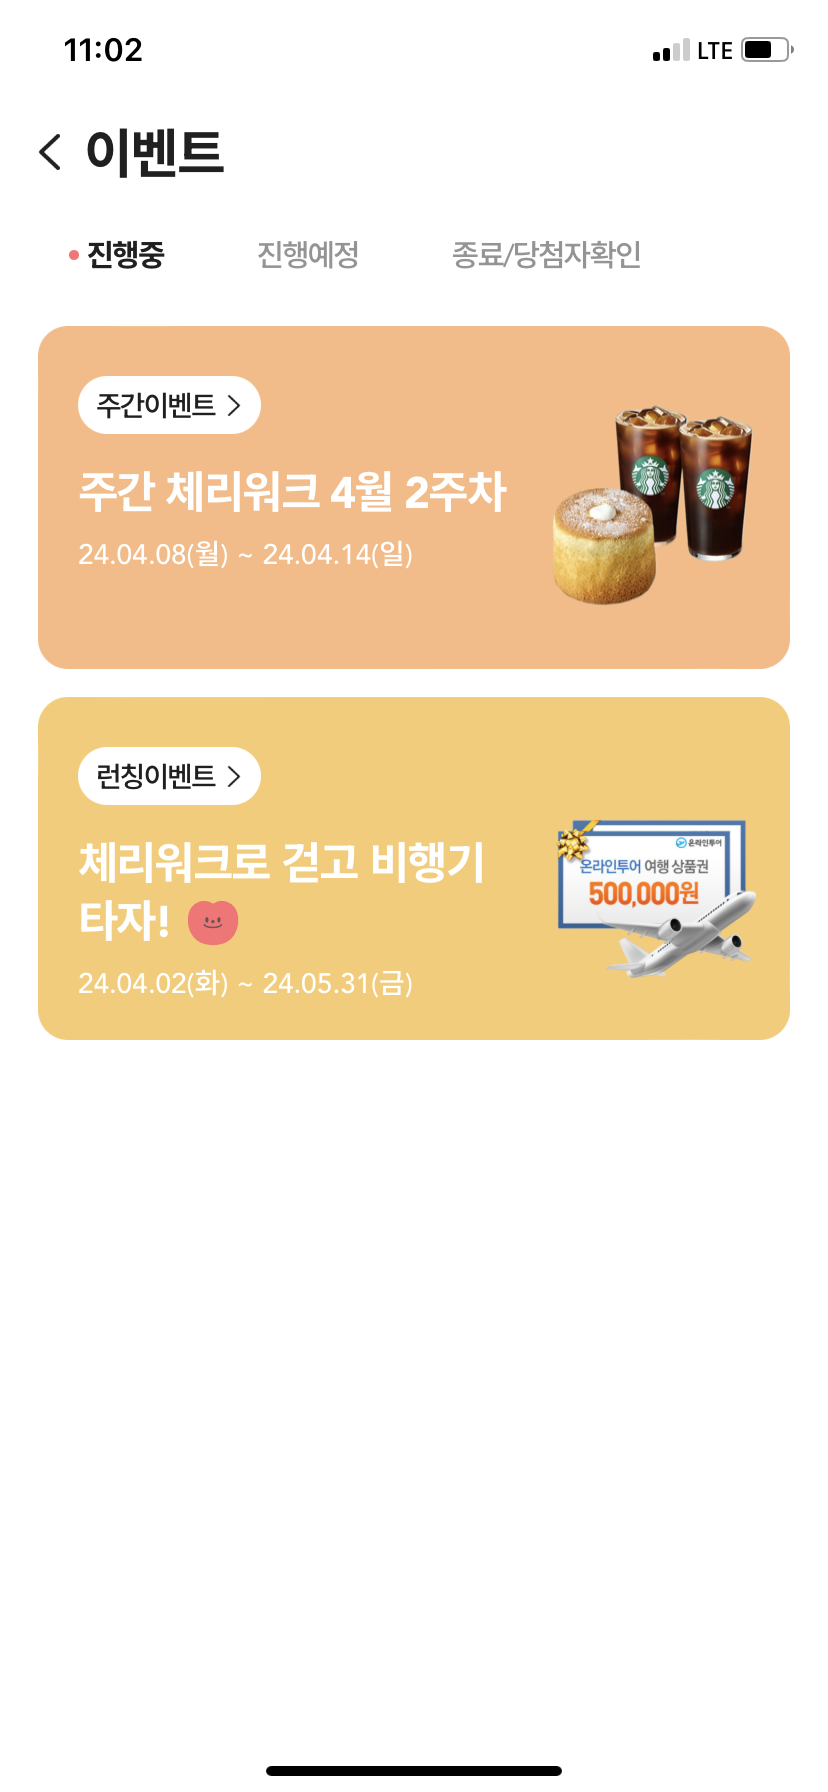 11:02 LTE
이벤트
진행중 진행예정 종료/당첨자확인
주간이벤트
주간 체리워크 4월 2주차
24.04.08(월) ~ 24.04.14(일)
런칭이벤트
체리워크로 걷고 비행기
타자!
24.04.02(화) ~ 24.05.31(금)
온라인투어
온라인투어 여행 상품권
500,000원